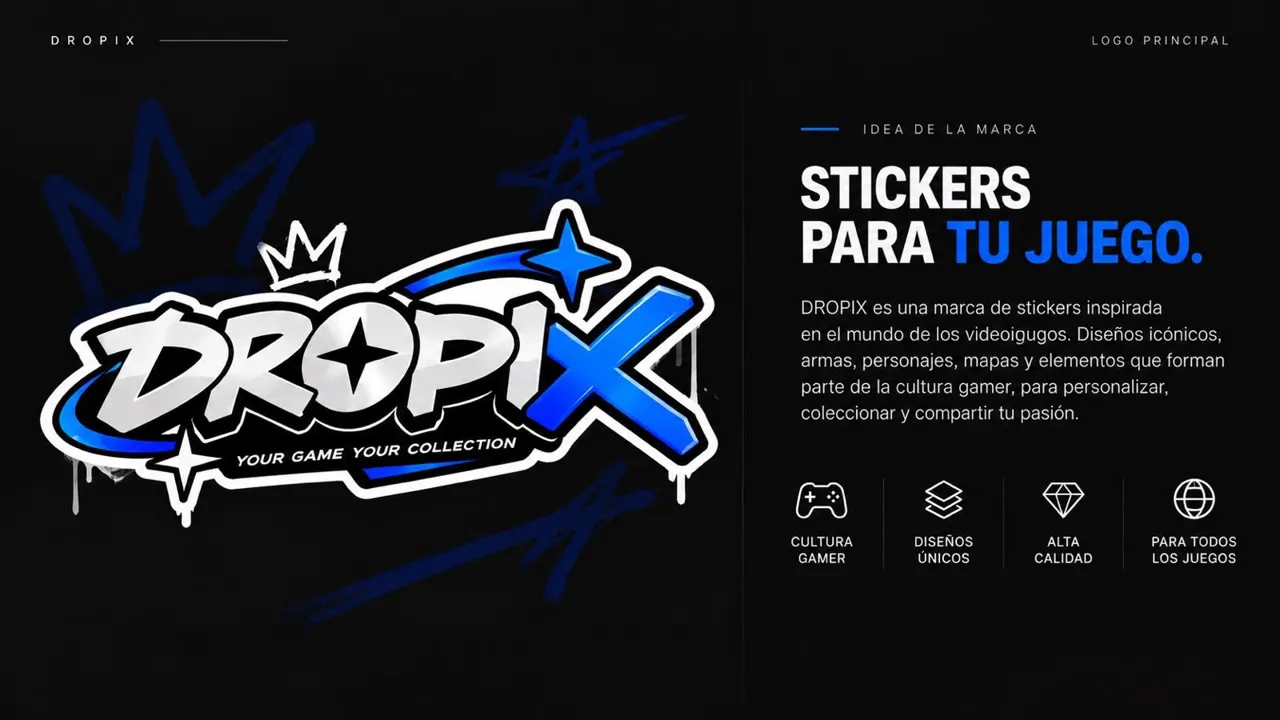 DROPIX
LOGO PRINCIPAL
DROPIX
YOUR GAME YOUR COLLECTION
IDEA DE LA MARCA
STICKERS
PARA TU JUEGO.
DROPIX es una marca de stickers inspirada
en el mundo de los videoigugos. Diseños icónicos,
armas, personajes, mapas y elementos que forman
parte de la cultura gamer, para personalizar,
coleccionar y compartir tu pasión.
CULTURA
GAMER
DISEÑOS
ÚNICOS
ALTA
CALIDAD
PARA TODOS
LOS JUEGOS